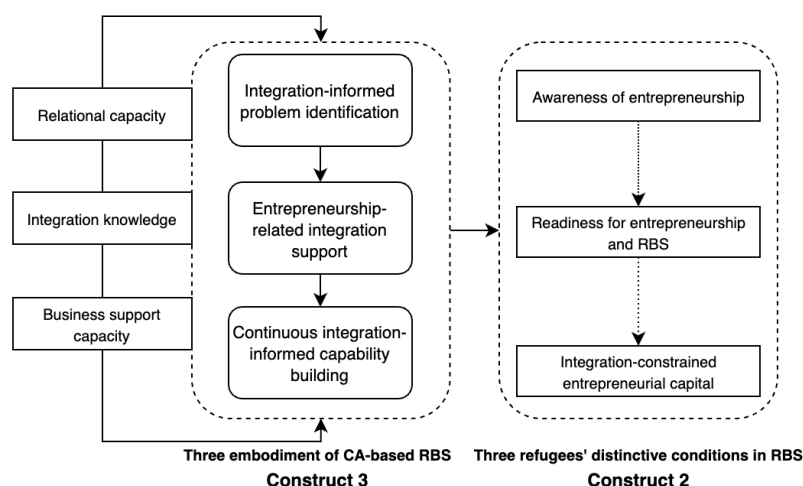 Relational capacity
Integration knowledge
Business support
capacity
Integration-informed
problem identification
Entrepreneurship-
related integration
support
Continuous integration-
informed capability
building
Three embodiment of CA-based RBS
Construct 3
Awareness of entrepreneurship
Readiness for entrepreneurship
and RBS
Integration-constrained
entrepreneurial capital
Three refugees' distinctive conditions in RBS
Construct 2